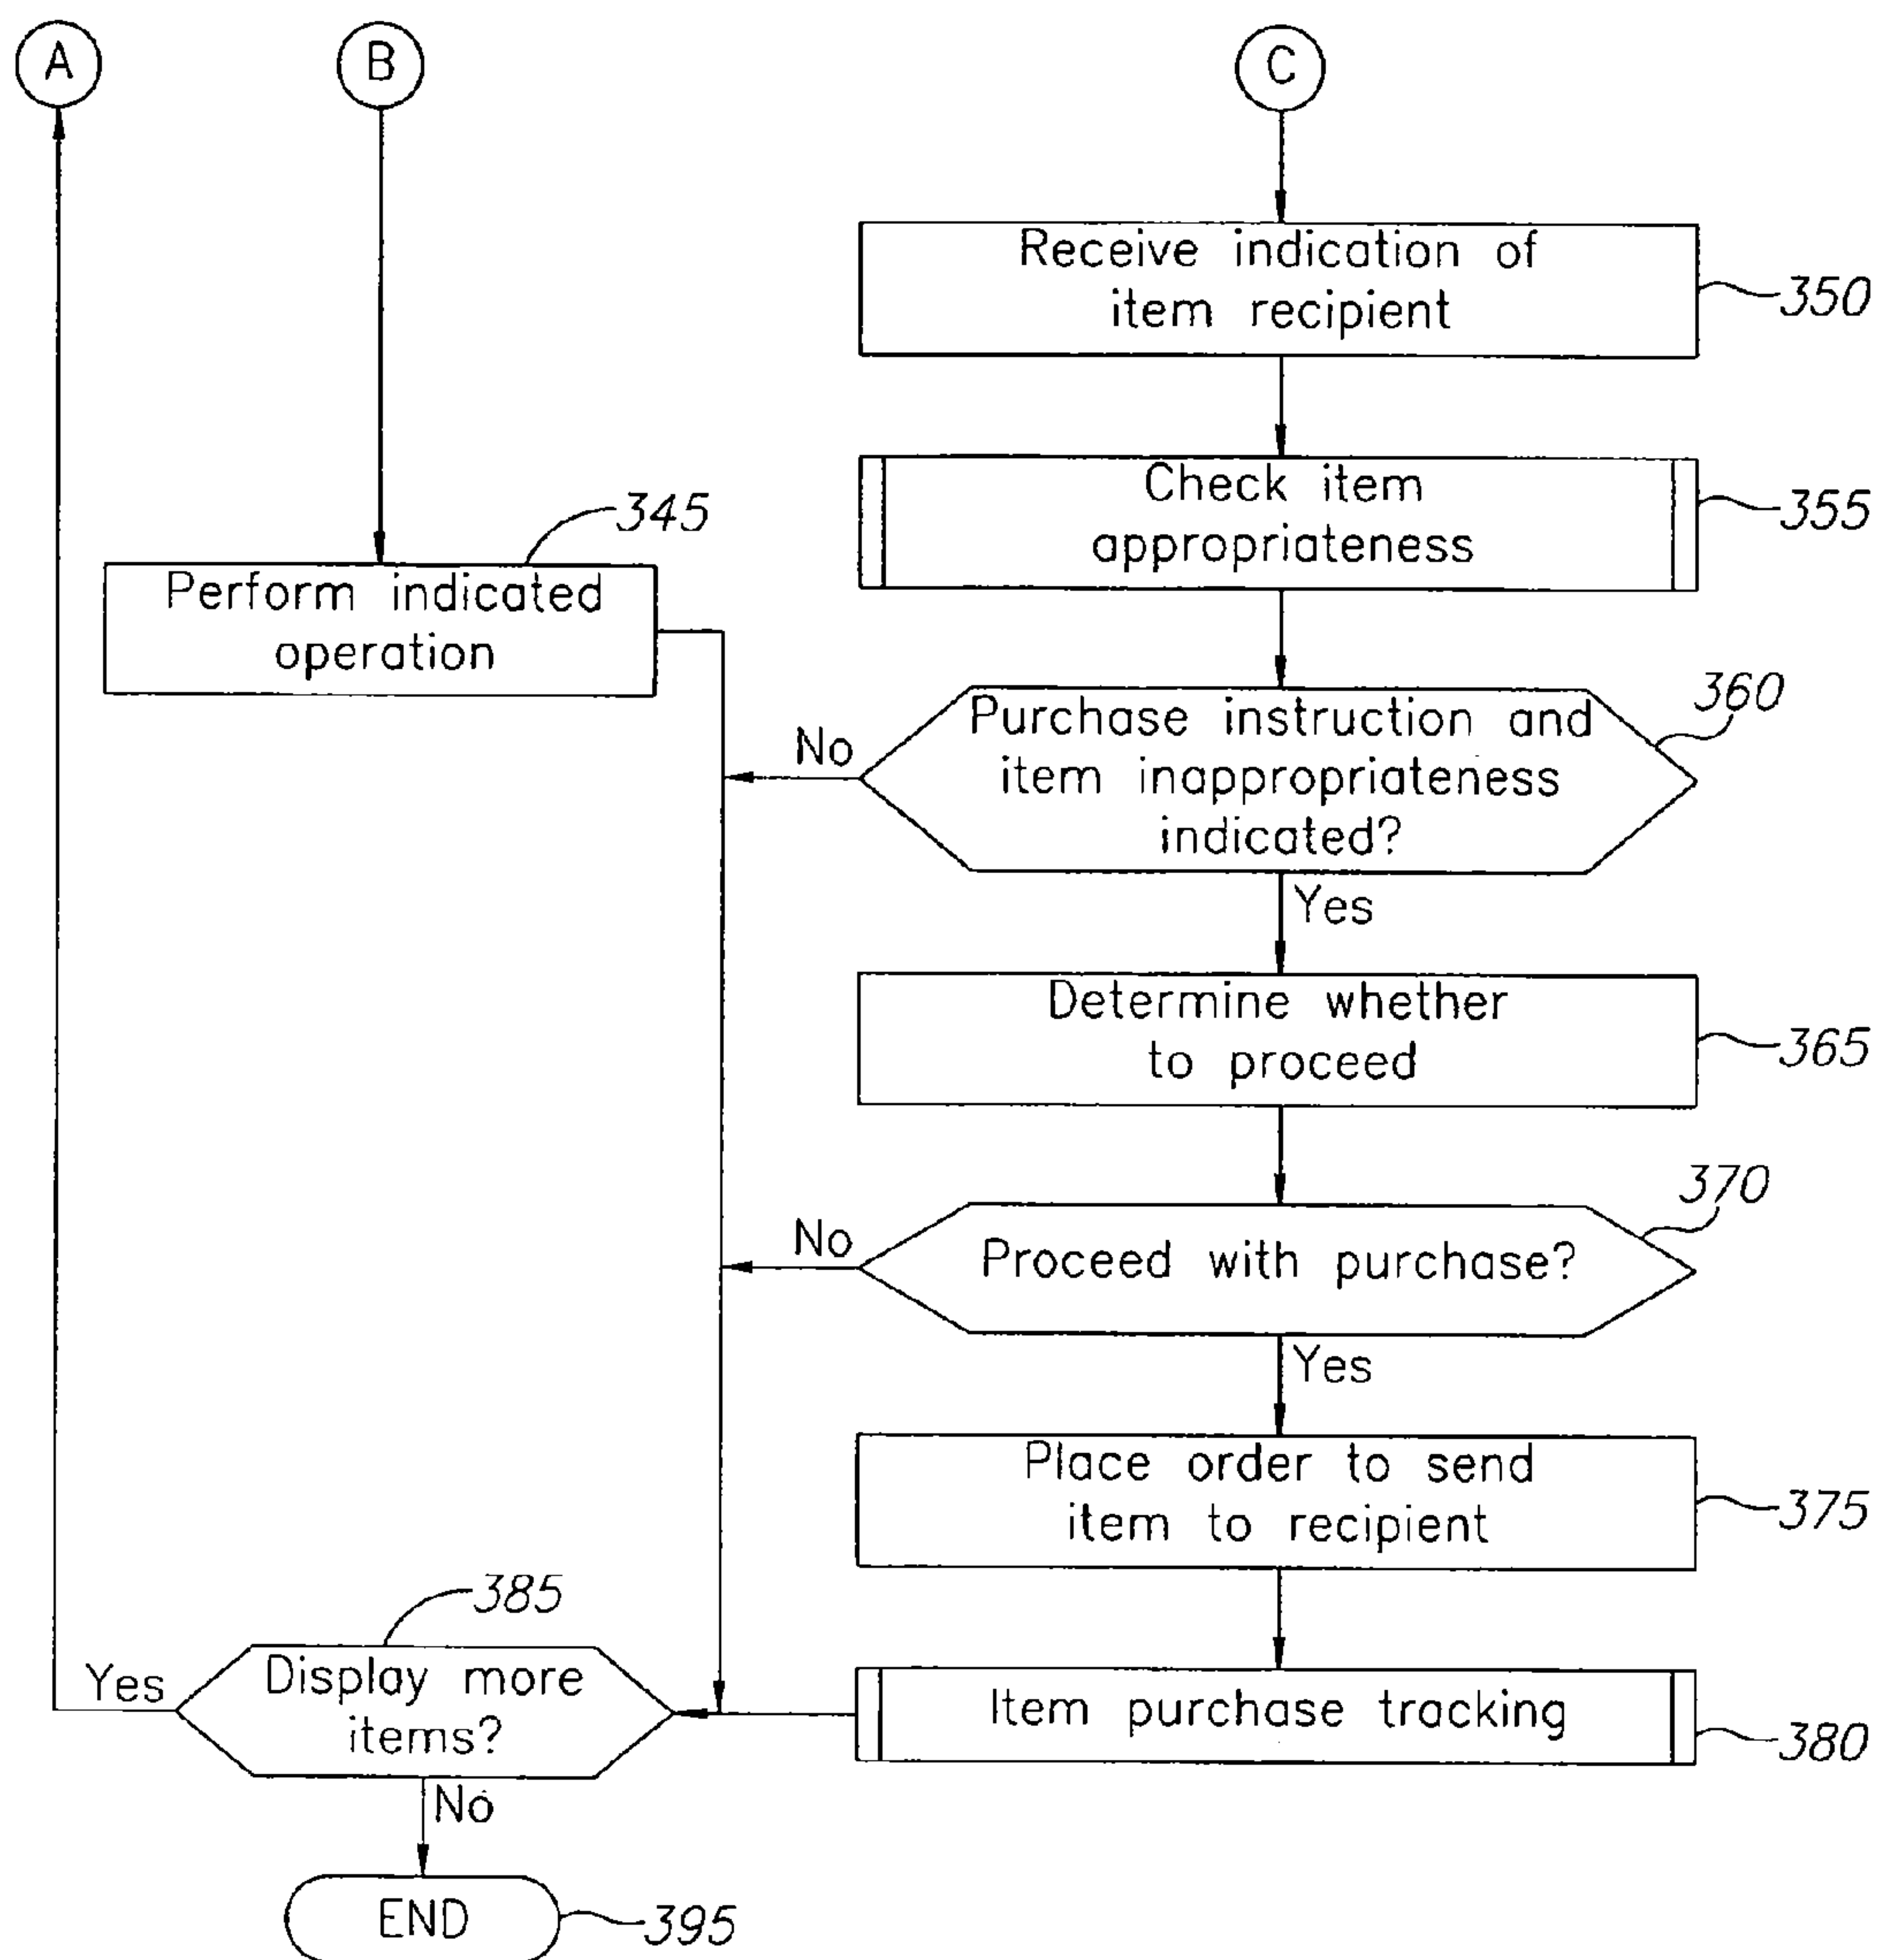 A
B
C
Receive indication of
item recipient
350
Check item
appropriateness
355
345
Perform indicated
operation
360
Purchase instruction and
item inappropriateness
indicated?
No
Yes
Determine whether
to proceed
365
370
Proceed with purchase?
No
Yes
Place order to send
item to recipient
375
385
Display more
items?
Yes
No
Item purchase tracking
380
END
395